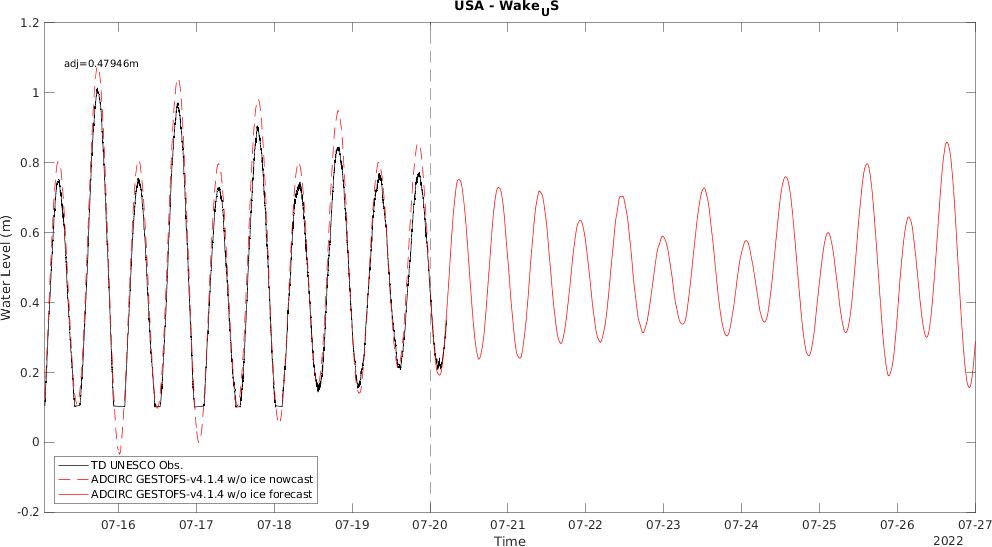 USA - Wake_US
adj=0.47946m
1.2
1
0.8
0.6
0.4
0.2
0
-0.2
Water Level (m)
TD UNESCO Obs.
ADCIRC GESTOFS-v4.1.4 w/o ice nowcast
ADCIRC GESTOFS-v4.1.4 w/o ice forecast
07-16 07-17 07-18 07-19 07-20 07-21 07-22 07-23 07-24 07-25 07-26 07-27
Time
2022